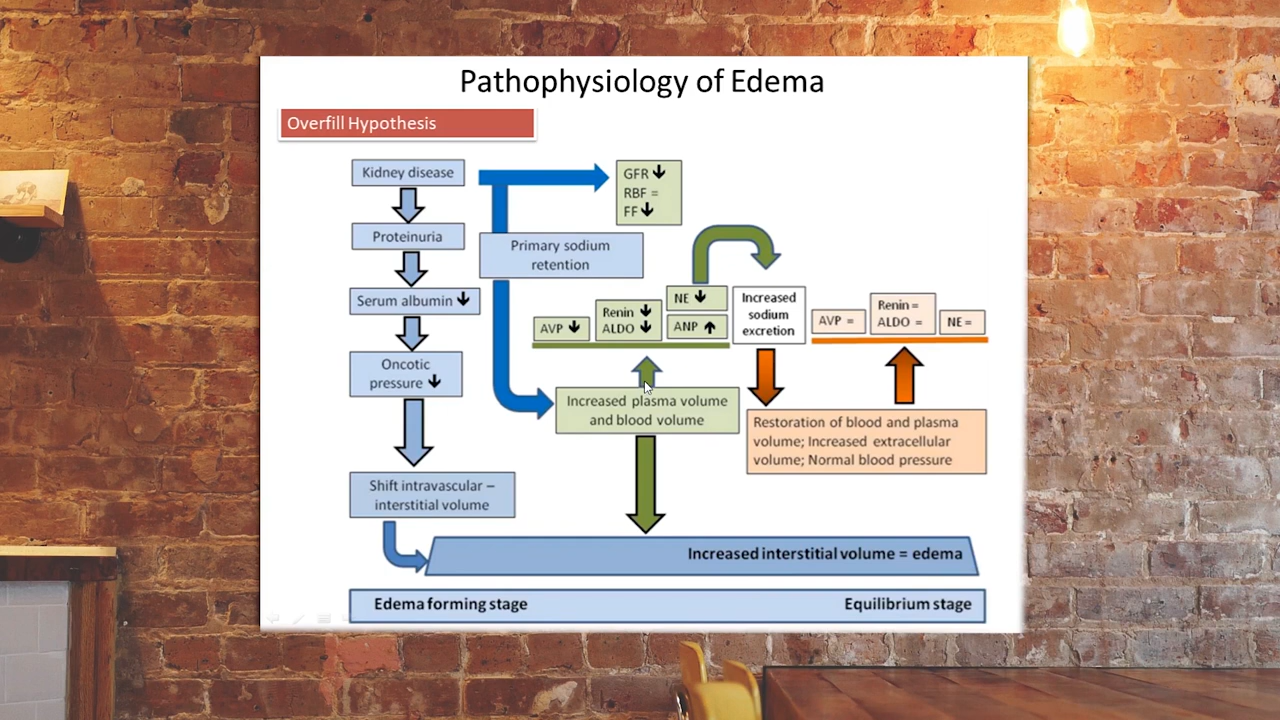 Pathophysiology of Edema
Overfill Hypothesis
Kidney disease
Proteinuria
Serum albumin ↓
Oncotic
pressure ↓
Shift intravascular –
interstitial volume
GFR ↓
RBF =
FF ↓
Primary sodium
retention
AVP ↓
Renin ↓
ALDO ↓
NE ↓
ANP ↑
Increased
sodium
excretion
AVP =
Renin =
ALDO =
NE =
Increased plasma volume
and blood volume
Restoration of blood and plasma
volume; Increased extracellular
volume; Normal blood pressure
Increased interstitial volume = edema
Edema forming stage
Equilibrium stage